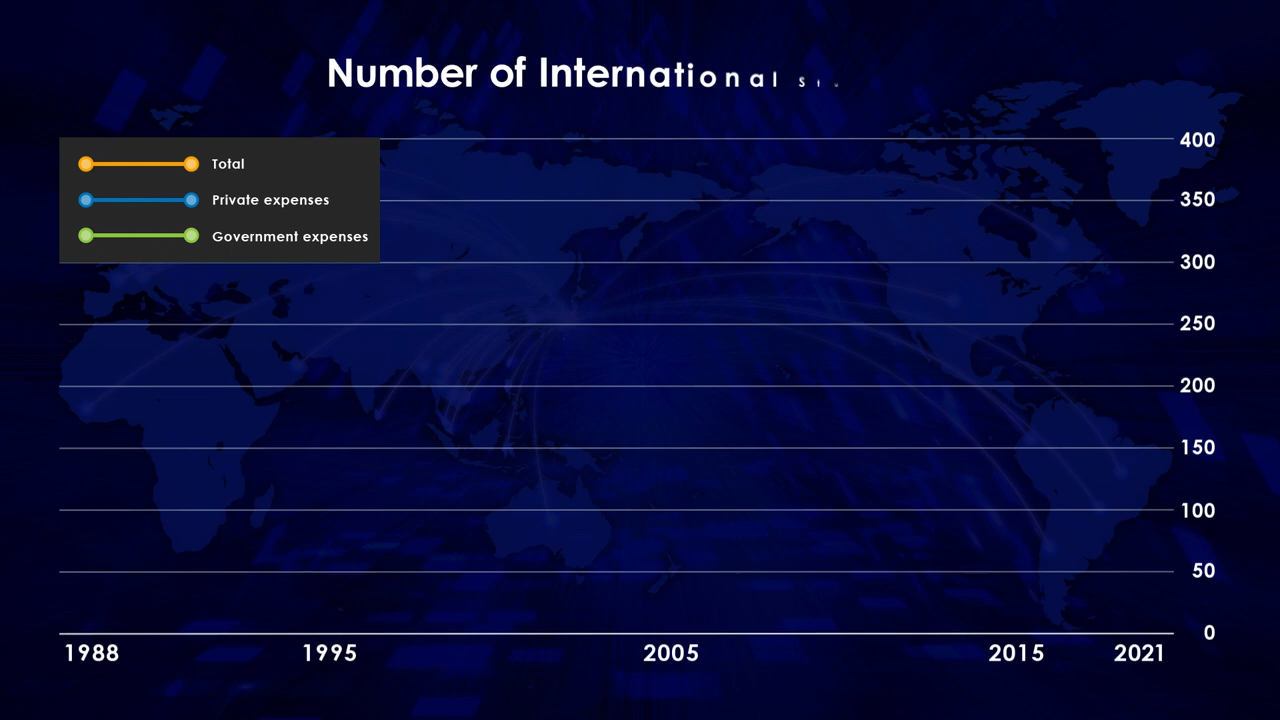 Number of International
Total
Private expenses
Government expenses
400
350
300
250
200
150
100
50
0
1988 1995 2005 2015 2021